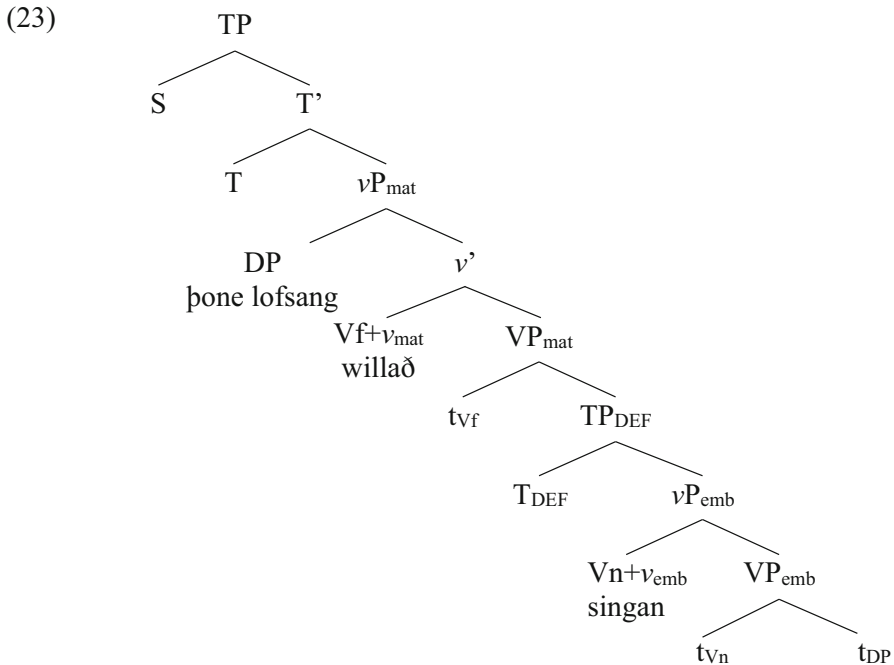 (23)
TP
S T’
T vPmat
DP v’
þone lofsang
Vf+vmat VPmat
willað
tVf TPDEF
TDEF vPemb
Vn+vemb VPemb
singan
tVn tDP